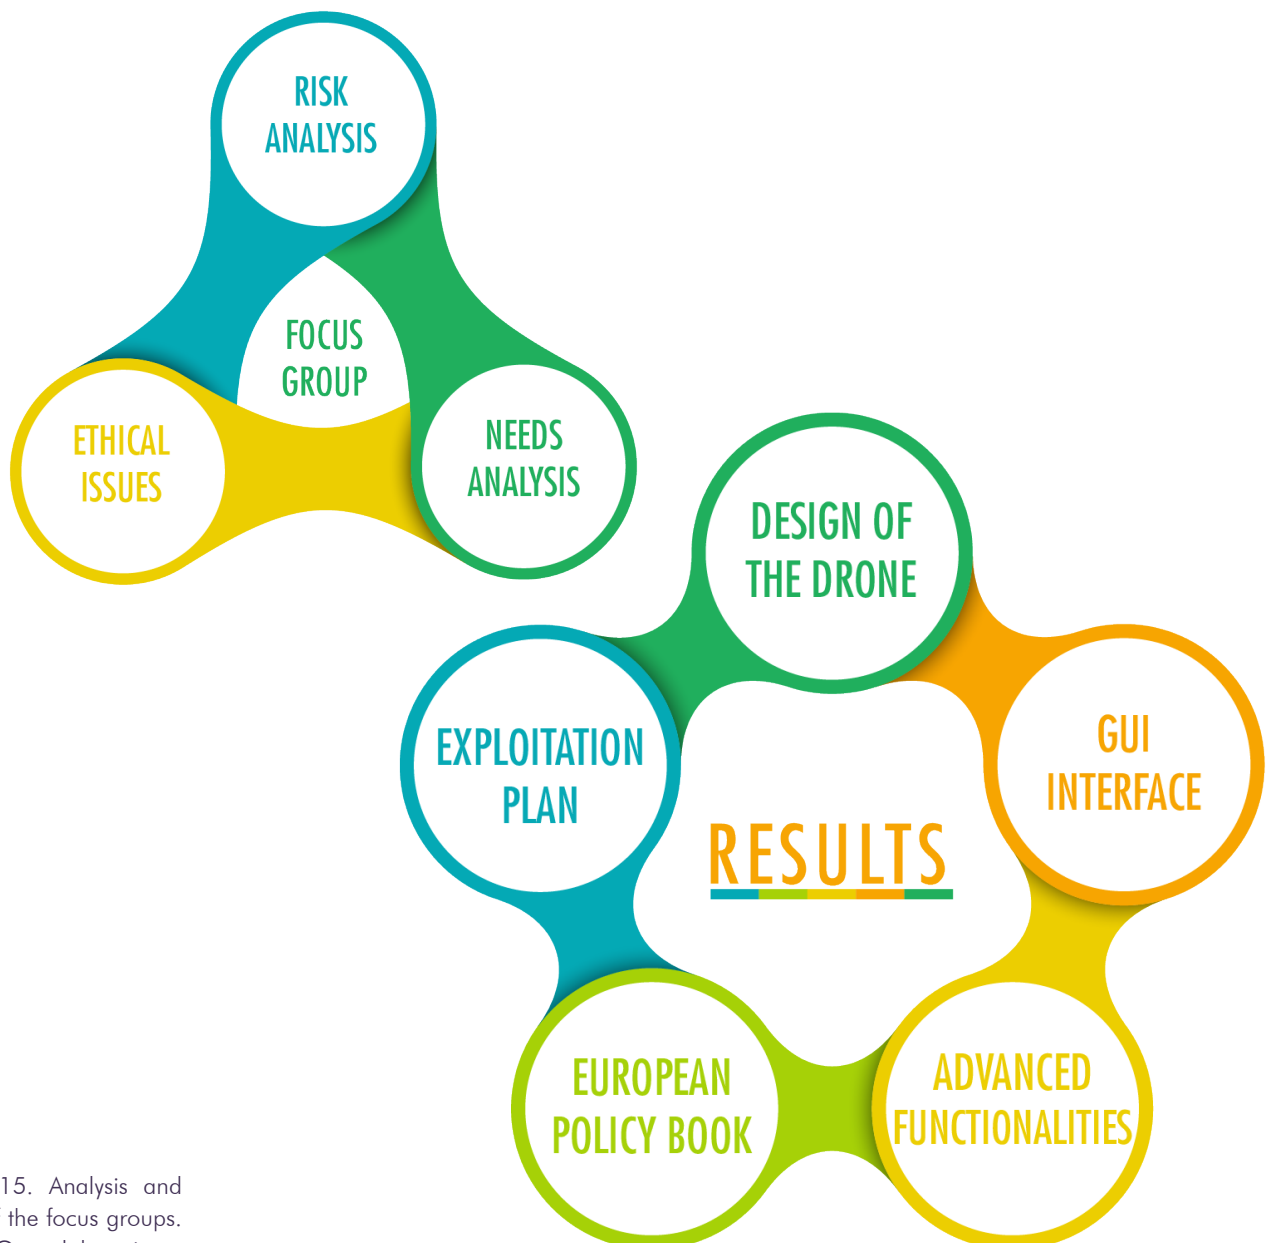 RISK
ANALYSIS
FOCUS
GROUP
ETHICAL
ISSUES
NEEDS
ANALYSIS
DESIGN OF
THE DRONE
EXPLOITATION
PLAN
GUI
INTERFACE
RESULTS
EUROPEAN
POLICY BOOK
ADVANCED
FUNCTIONALITIES
15. Analysis and
the focus groups.